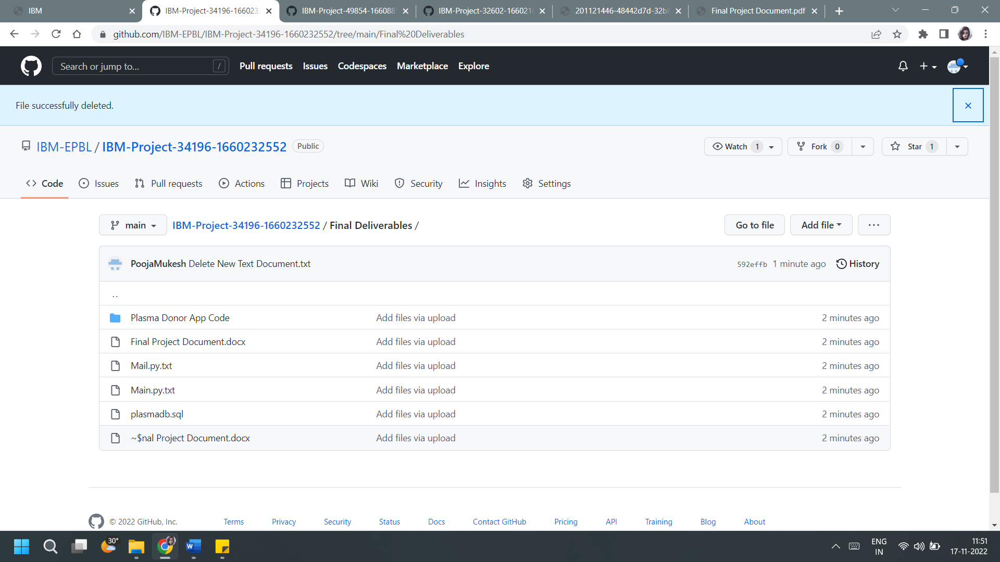 IBM
IBM-Project-34196-166023
IBM-Project-49854-166088
IBM-Project-32602-166021
201121446-48442d7d-32b
Final Project Document.pdf
github.com/IBM-EPBL/IBM-Project-34196-1660232552/tree/main/Final%20Deliverables
Search or jump to... /
Pull requests Issues Codespaces Marketplace Explore
File successfully deleted.
IBM-EPBL / IBM-Project-34196-1660232552 Public
Watch 1 Fork 0 Star 1
Code Issues Pull requests Actions Projects Wiki Security Insights Settings
main IBM-Project-34196-1660232552 / Final Deliverables /
Go to file Add file ...
PoojaMukesh Delete New Text Document.txt 592effb 1 minute ago History
..
Plasma Donor App Code Add files via upload 2 minutes ago
Final Project Document.docx Add files via upload 2 minutes ago
Mail.py.txt Add files via upload 2 minutes ago
Main.py.txt Add files via upload 2 minutes ago
plasmadb.sql Add files via upload 2 minutes ago
~$nal Project Document.docx Add files via upload 2 minutes ago
© 2022 GitHub, Inc. Terms Privacy Security Status Docs Contact GitHub Pricing API Training Blog About
30°
W
ENG
IN
11:51
17-11-2022